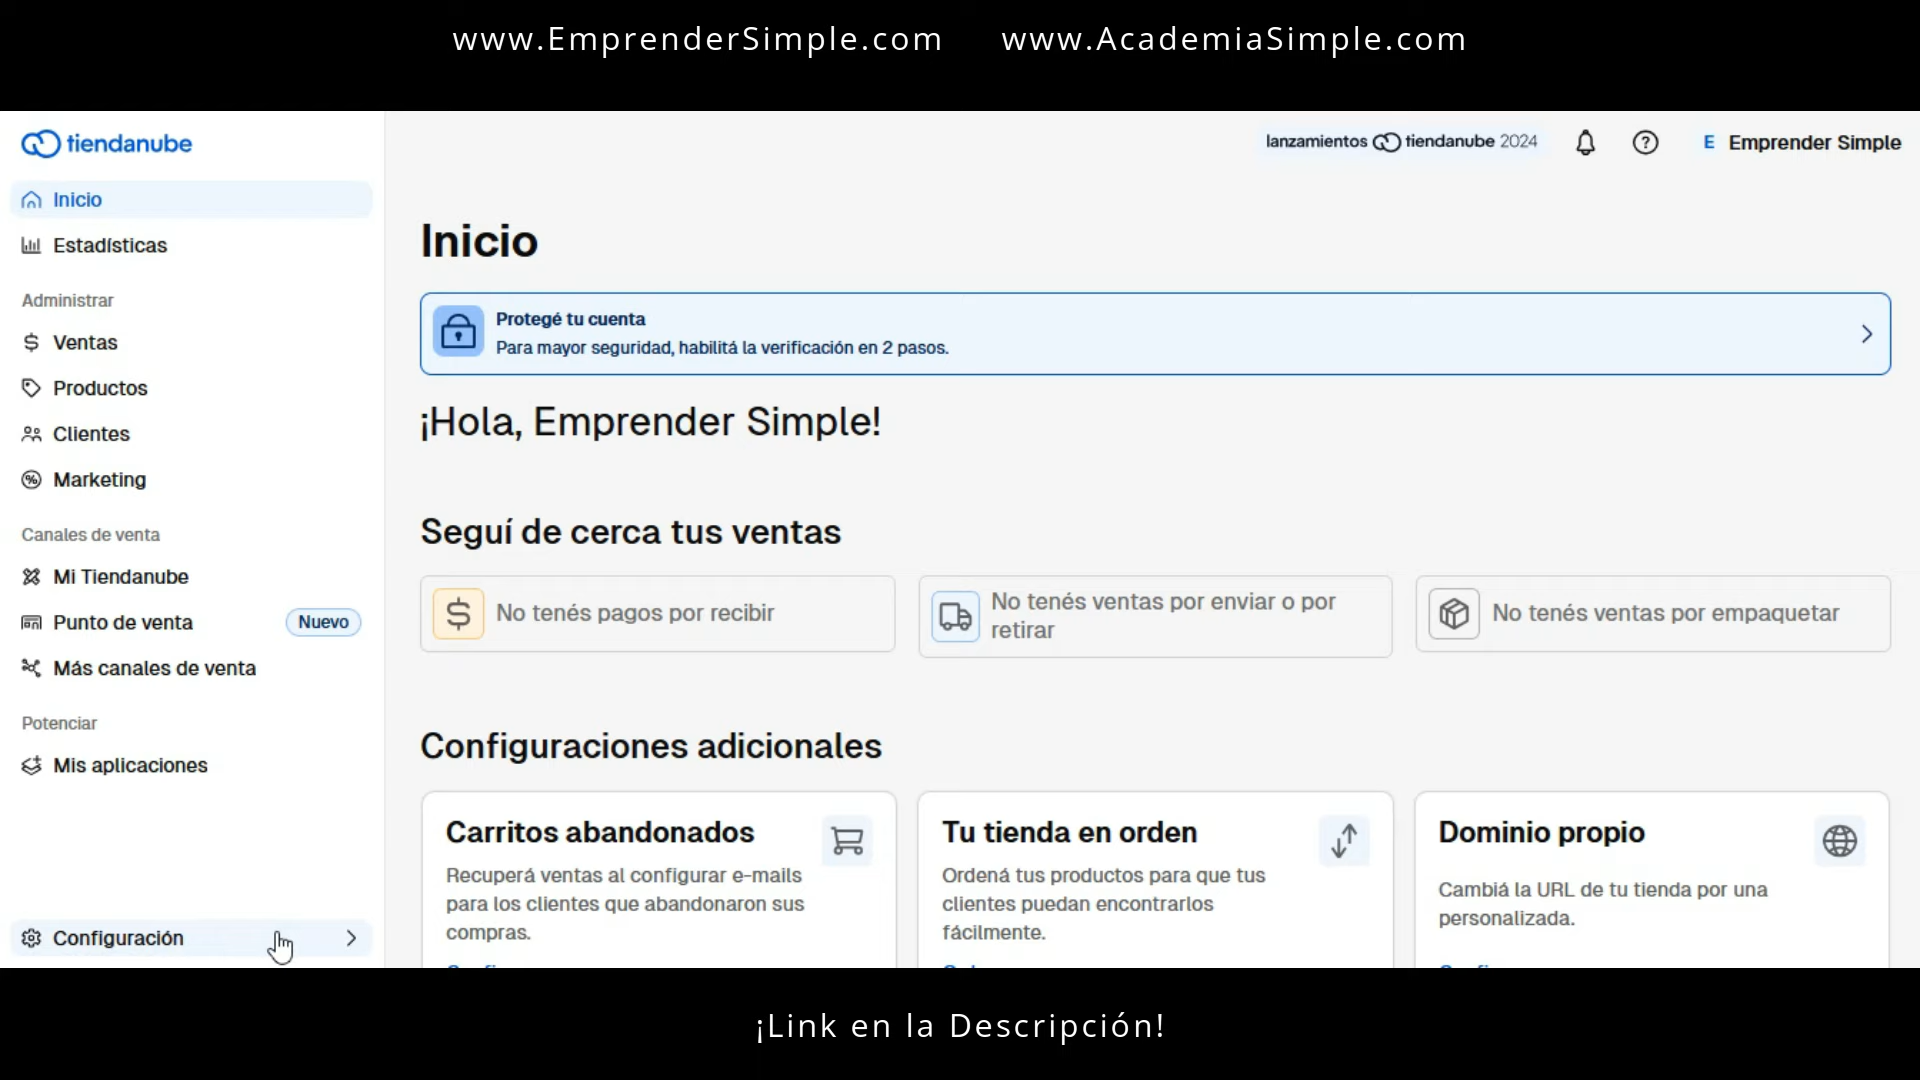 www.EmprenderSimple.com www.AcademiaSimple.com
tiendanube
lanzamientos tiendanube 2024
E Emprender Simple
Inicio
Estadísticas
Administrar
Ventas
Productos
Clientes
Marketing
Canales de venta
Mi Tiendanube
Punto de venta Nuevo
Más canales de venta
Potenciar
Mis aplicaciones
Configuración
Inicio
Protegé tu cuenta
Para mayor seguridad, habilitá la verificación en 2 pasos.
¡Hola, Emprender Simple!
Seguí de cerca tus ventas
No tenés pagos por recibir
No tenés ventas por enviar o por
retirar
No tenés ventas por empaquetar
Configuraciones adicionales
Carritos abandonados
Recuperá ventas al configurar e-mails
para los clientes que abandonaron sus
compras.
Tu tienda en orden
Ordená tus productos para que tus
clientes puedan encontrarlos
fácilmente.
Dominio propio
Cambiá la URL de tu tienda por una
personalizada.
¡Link en la Descripción!